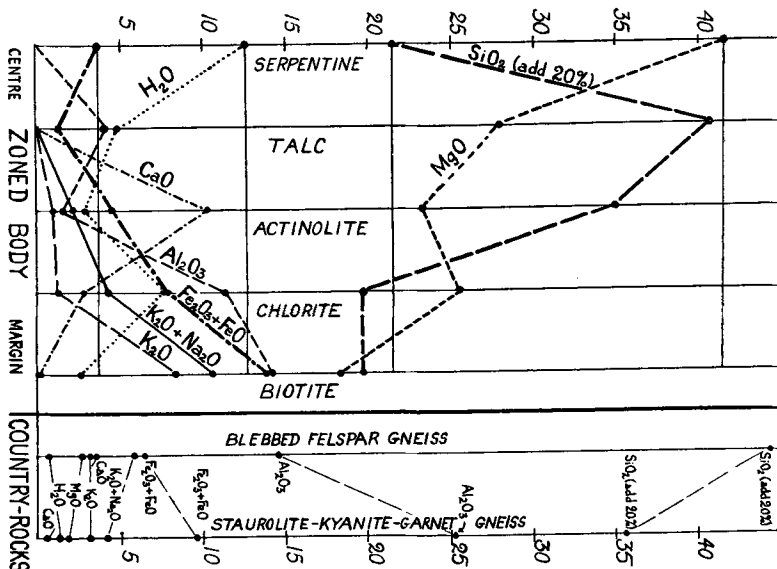 5 10 15 20 25 30 35 40
SERPENTINE
SiO₂ (add 20%)
H₂O
TALC
MgO
CaO
ACTINOLITE
Al₂O₃
Fe₂O₃+FeO
CHLORITE
K₂O+Na₂O
K₂O
BIOTITE
CENTRE
ZONED BODY
MARGIN
COUNTRY-ROCKS
BLEBBED FELSPAR GNEISS
CaO
H₂O
MgO
K₂O
CaO
K₂O+Na₂O
Fe₂O₃+FeO
Fe₂O₃+FeO
Al₂O₃
Al₂O₃
SiO₂ (add 20%)
SiO₂ (add 20%)
STAUROLITE-KYANITE-GARNET GNEISS
5 10 15 20 25 30 35 40